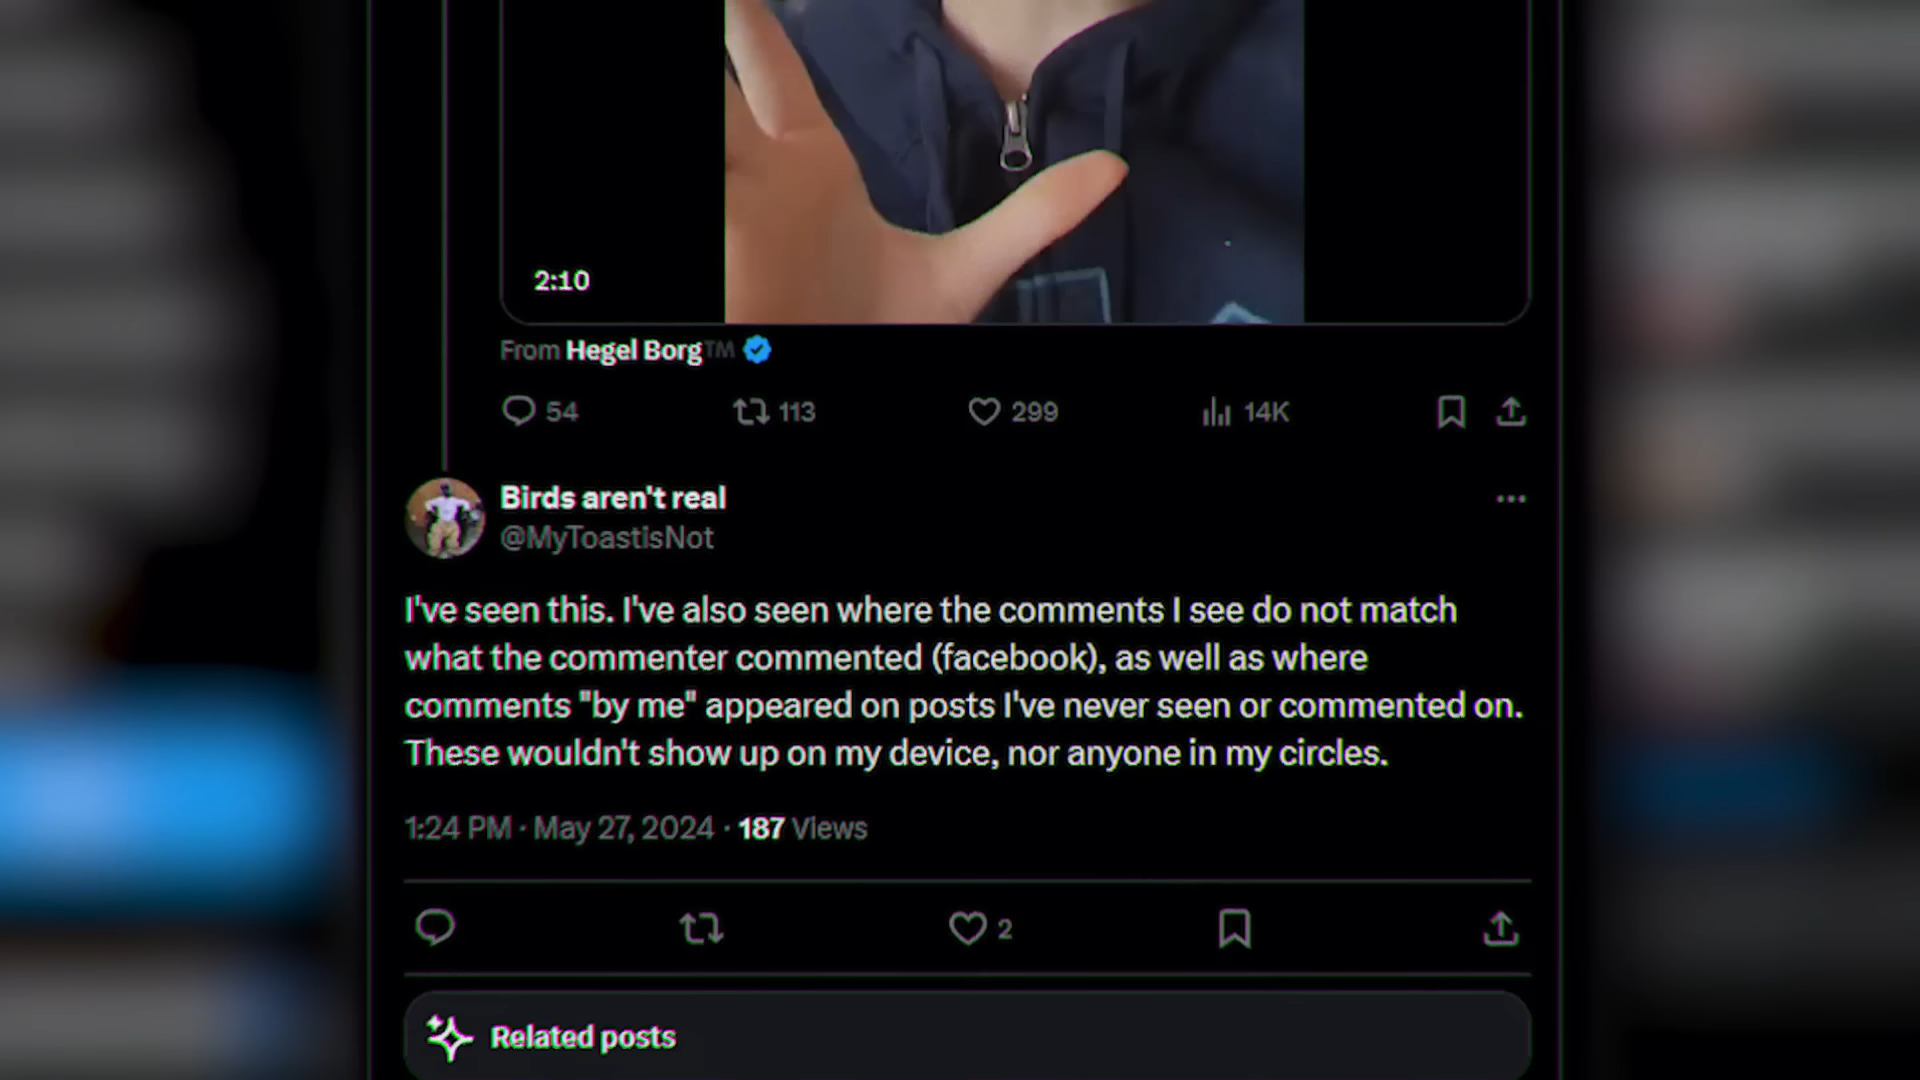 2:10
From Hegel Borg™
54 113 299 14K
Birds aren't real
@MyToastisNot
I've seen this. I've also seen where the comments I see do not match
what the commenter commented (facebook), as well as where
comments "by me" appeared on posts I've never seen or commented on.
These wouldn't show up on my device, nor anyone in my circles.
1:24 PM · May 27, 2024 · 187 Views
2
Related posts